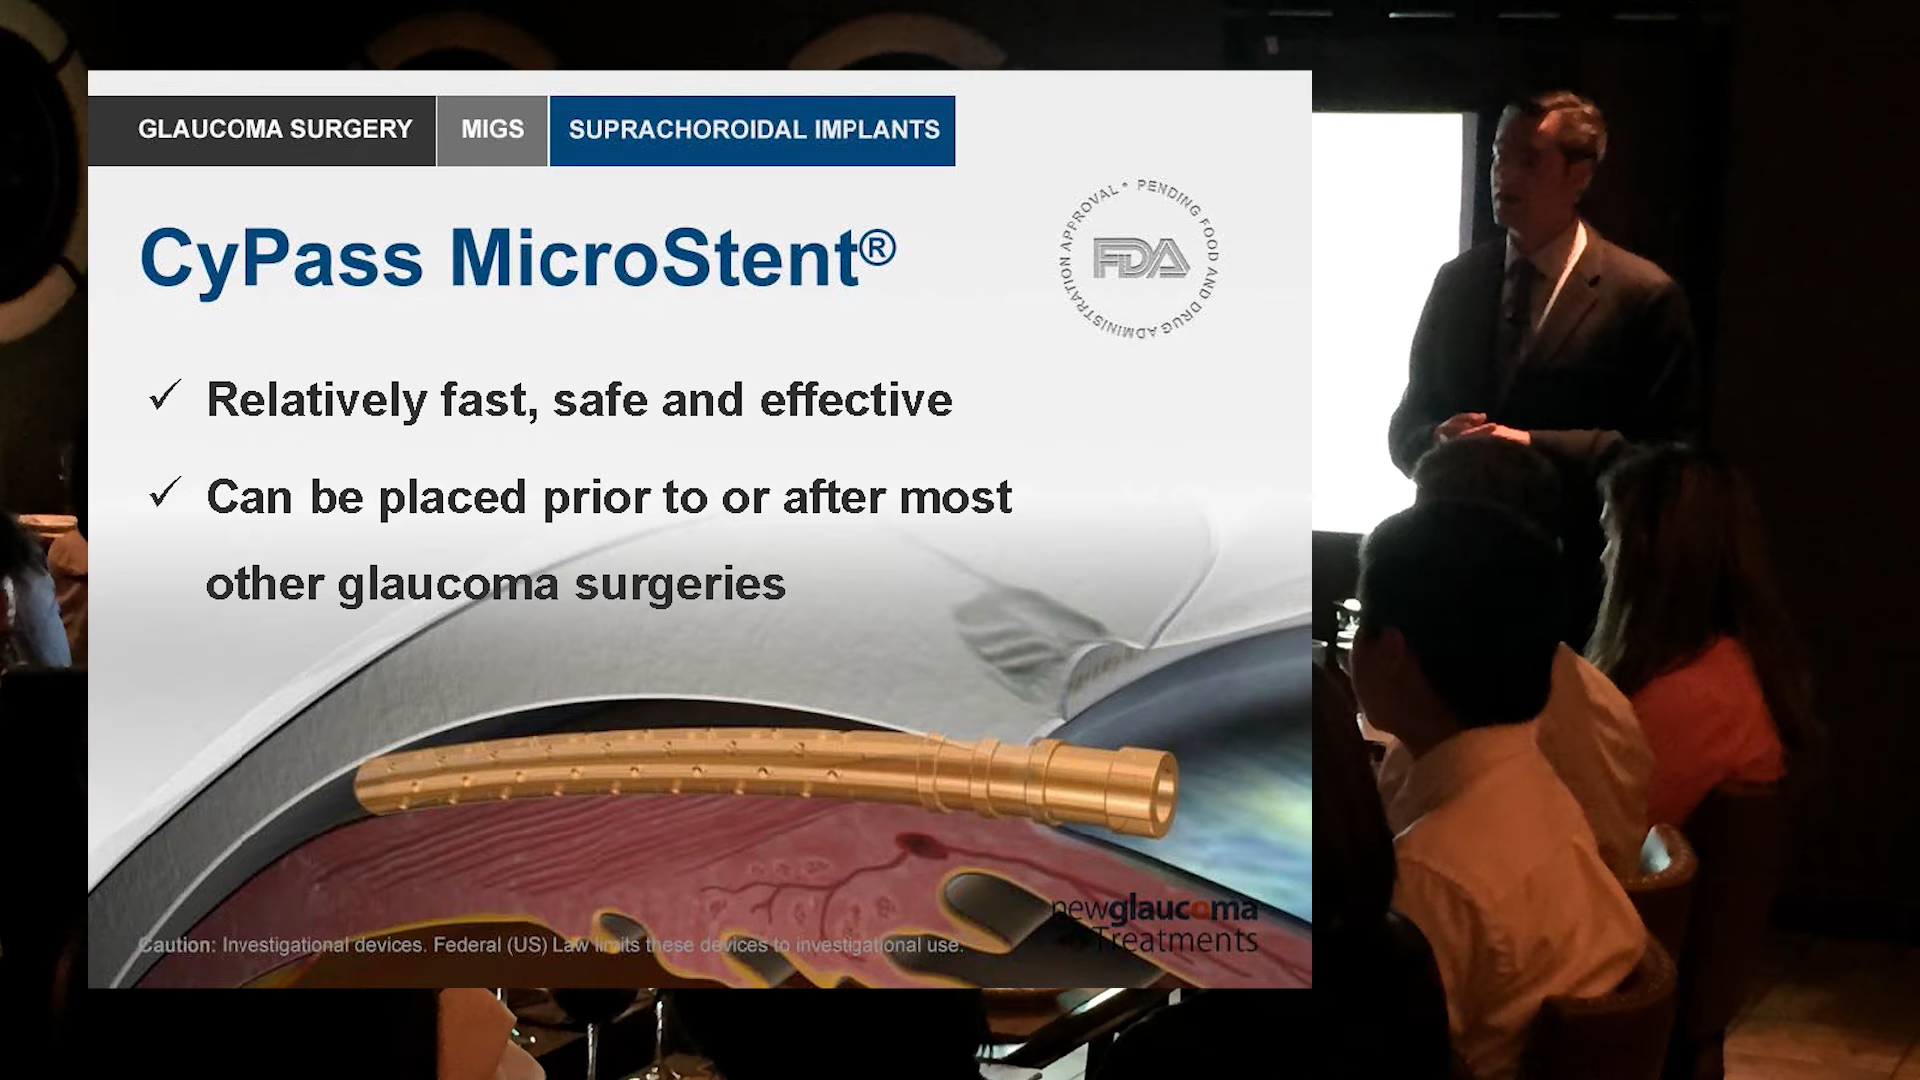 GLAUCOMA SURGERY MIGS SUPRACHOROIDAL IMPLANTS
CyPass MicroStent®
PENDING FOOD AND DRUG ADMINISTRATION APPROVAL •
FDA
✓ Relatively fast, safe and effective
✓ Can be placed prior to or after most
other glaucoma surgeries
newglaucoma
Treatments
Caution: Investigational devices. Federal (US) Law limits these devices to investigational use.